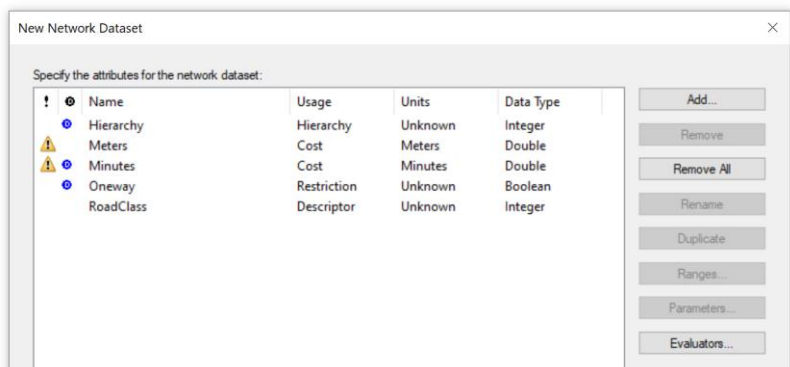 New Network Dataset
Specify the attributes for the network dataset:
! D Name Usage Units Data Type Add...
D Hierarchy Hierarchy Unknown Integer
Meters Cost Meters Double Remove
D Minutes Cost Minutes Double Remove All
D Oneway Restriction Unknown Boolean
RoadClass Descriptor Unknown Integer Rename
Duplicate
Ranges...
Parameters...
Evaluators...